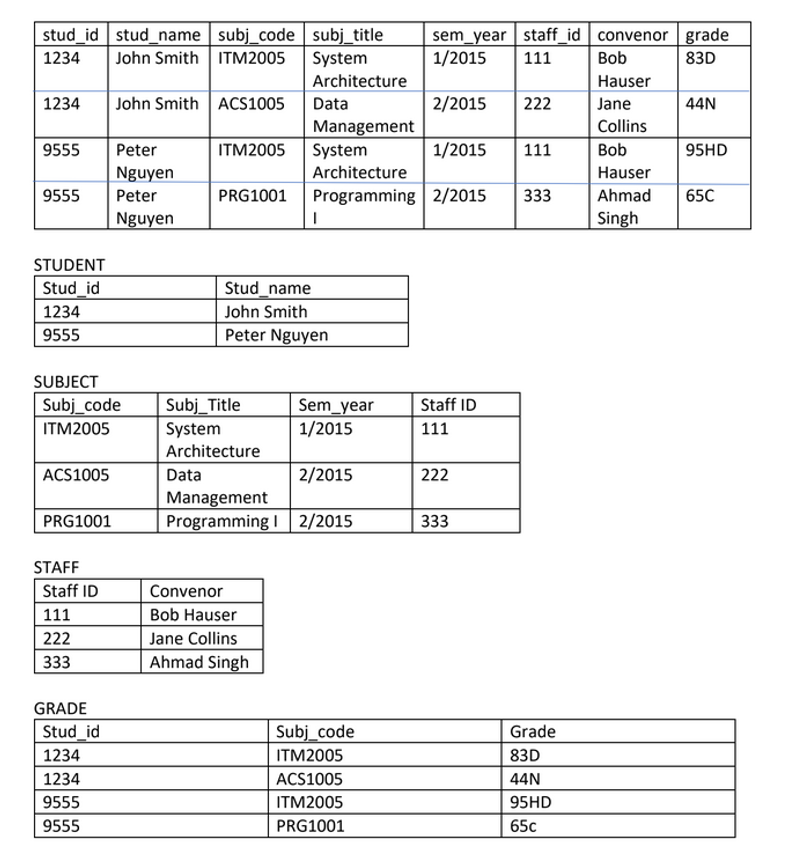 stud_id stud_name subj_code subj_title sem_year staff_id convenor grade
1234 John Smith ITM2005 System 1/2015 111 Bob 83D
Architecture Hauser
1234 John Smith ACS1005 Data 2/2015 222 Jane 44N
Management Collins
9555 Peter ITM2005 System 1/2015 111 Bob 95HD
Nguyen Architecture Hauser
9555 Peter PRG1001 Programming 2/2015 333 Ahmad 65C
Nguyen I Singh
STUDENT
Stud_id Stud_name
1234 John Smith
9555 Peter Nguyen
SUBJECT
Subj_code Subj_Title Sem_year Staff ID
ITM2005 System 1/2015 111
Architecture
ACS1005 Data 2/2015 222
Management
PRG1001 Programming I 2/2015 333
STAFF
Staff ID Convenor
111 Bob Hauser
222 Jane Collins
333 Ahmad Singh
GRADE
Stud_id Subj_code Grade
1234 ITM2005 83D
1234 ACS1005 44N
9555 ITM2005 95HD
9555 PRG1001 65c